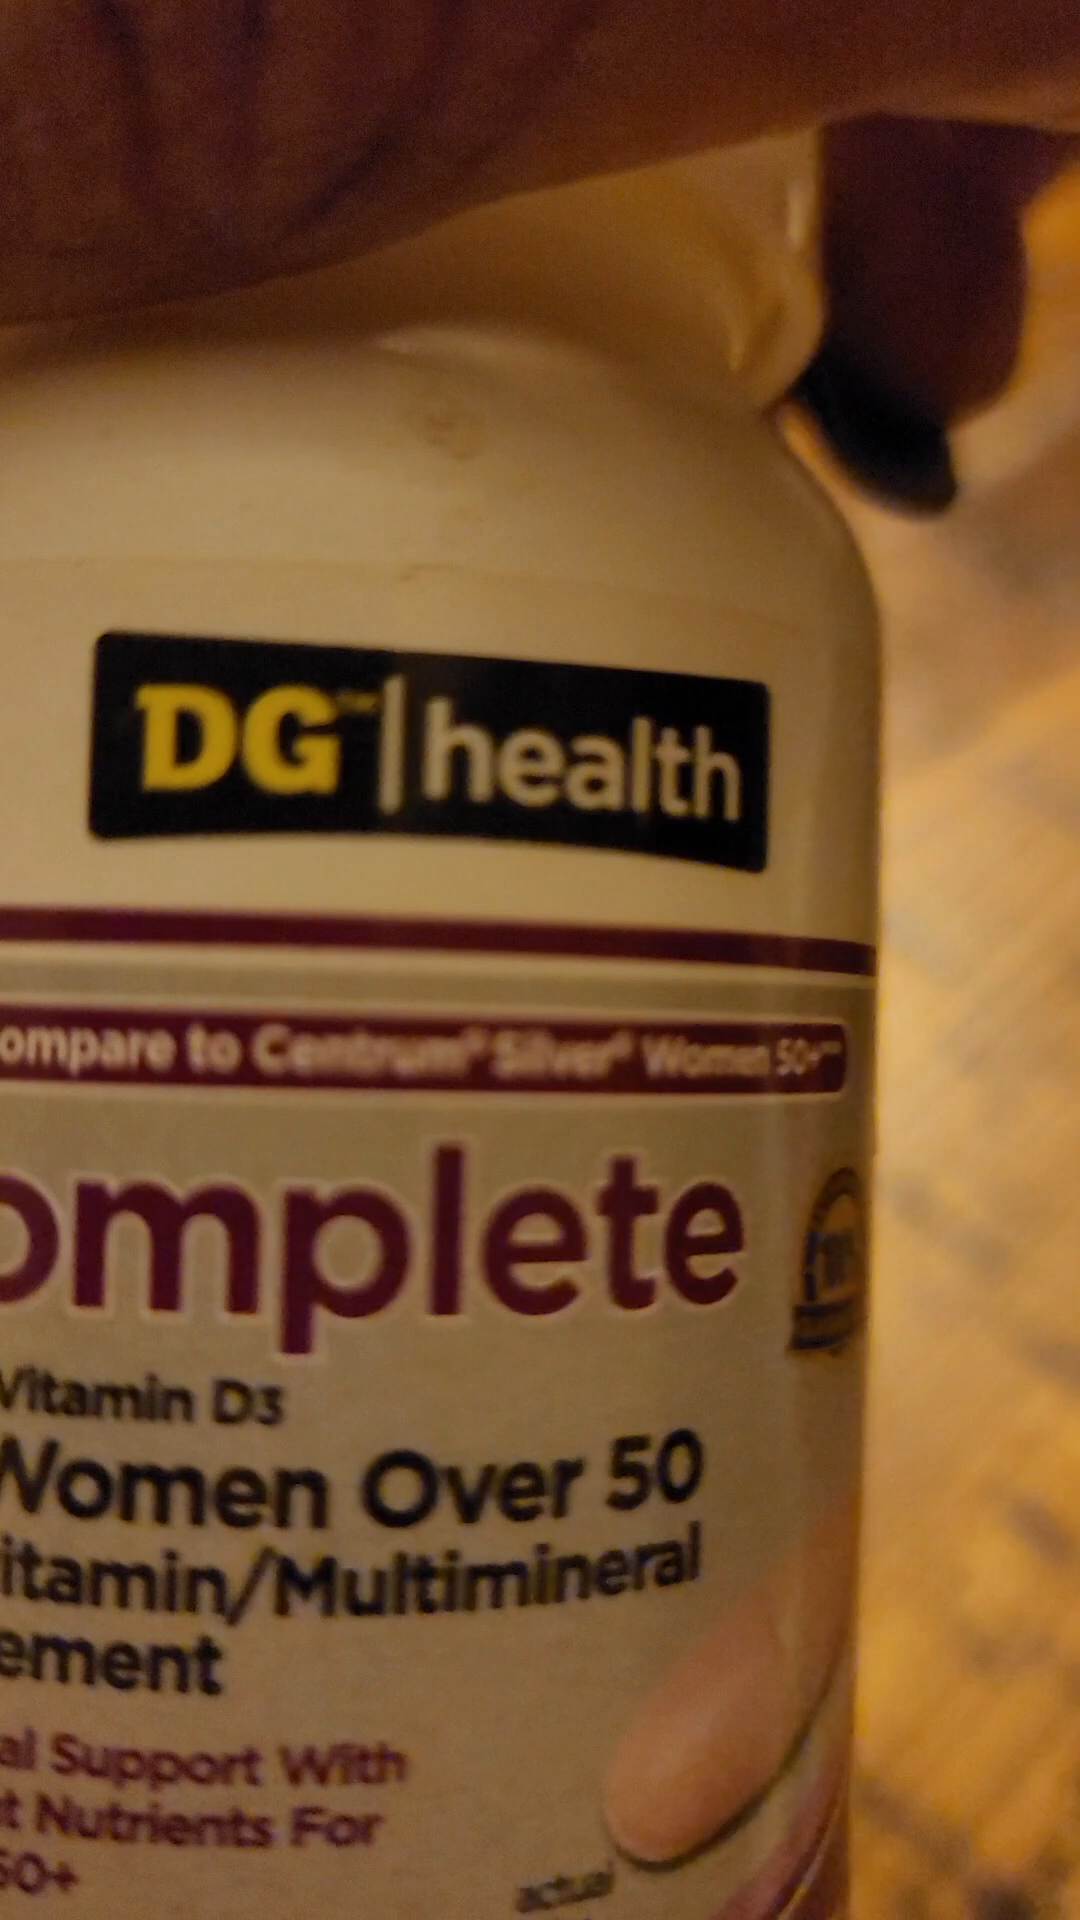 DG™|health
ompare to Centrum® Silver® Women 50+**
omplete
Vitamin D3
Women Over 50
itamin/Multimineral
ement
al Support With
t Nutrients For
50+
actual